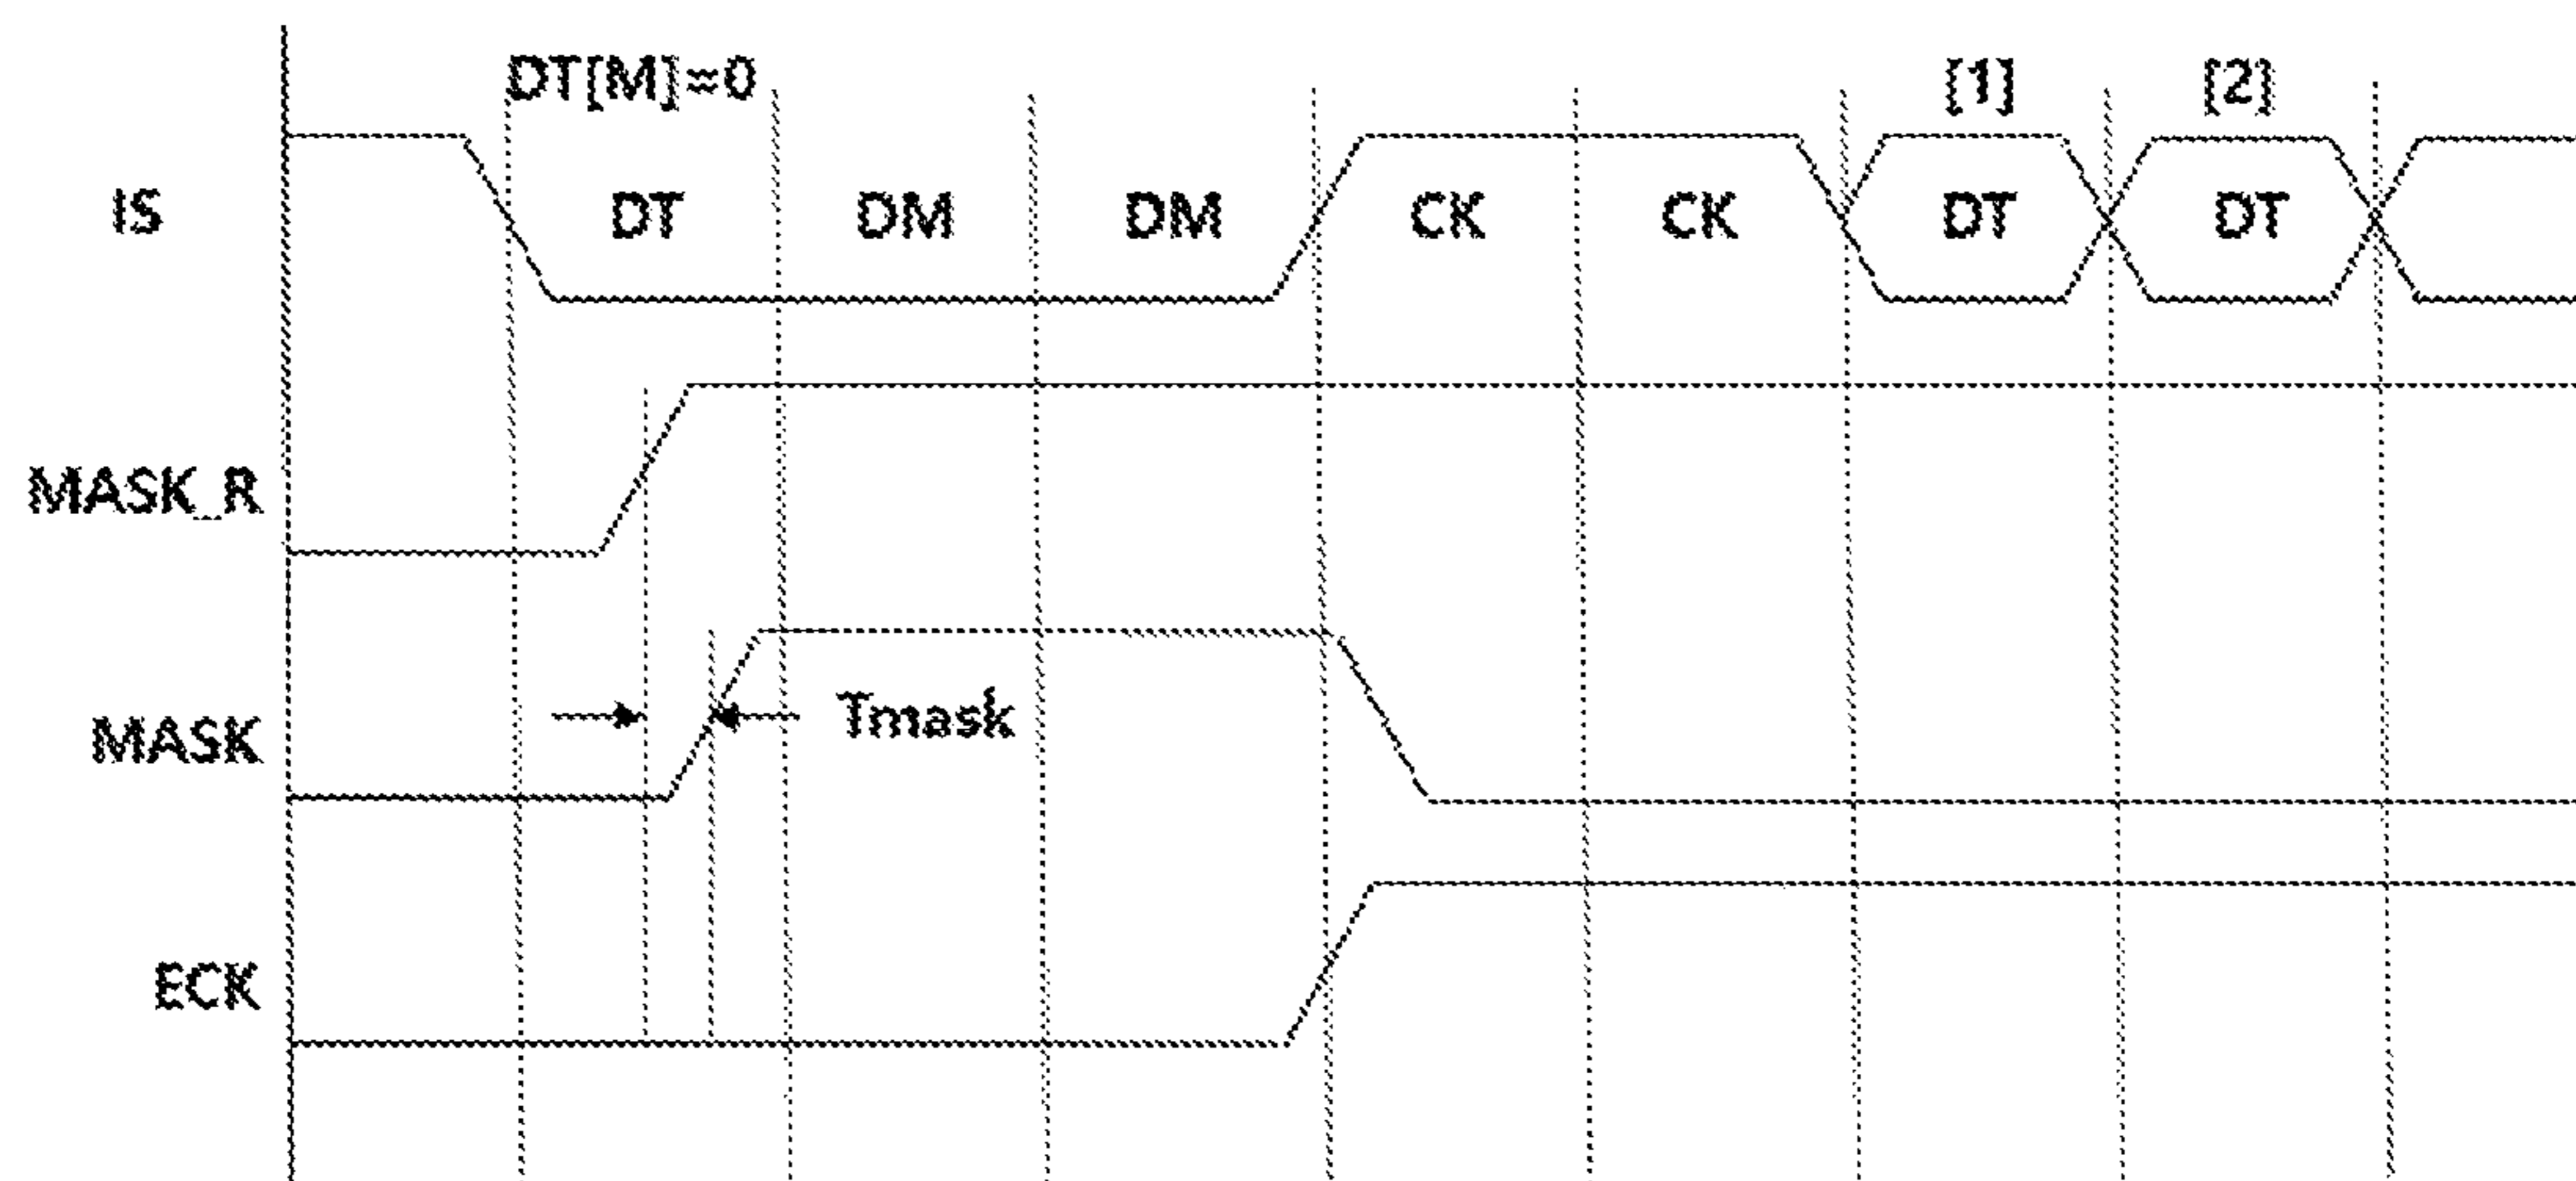 DT[M]=0 [1] [2]
IS DT DM DM CK CK DT DT
MASK_R
MASK Tmask
ECK